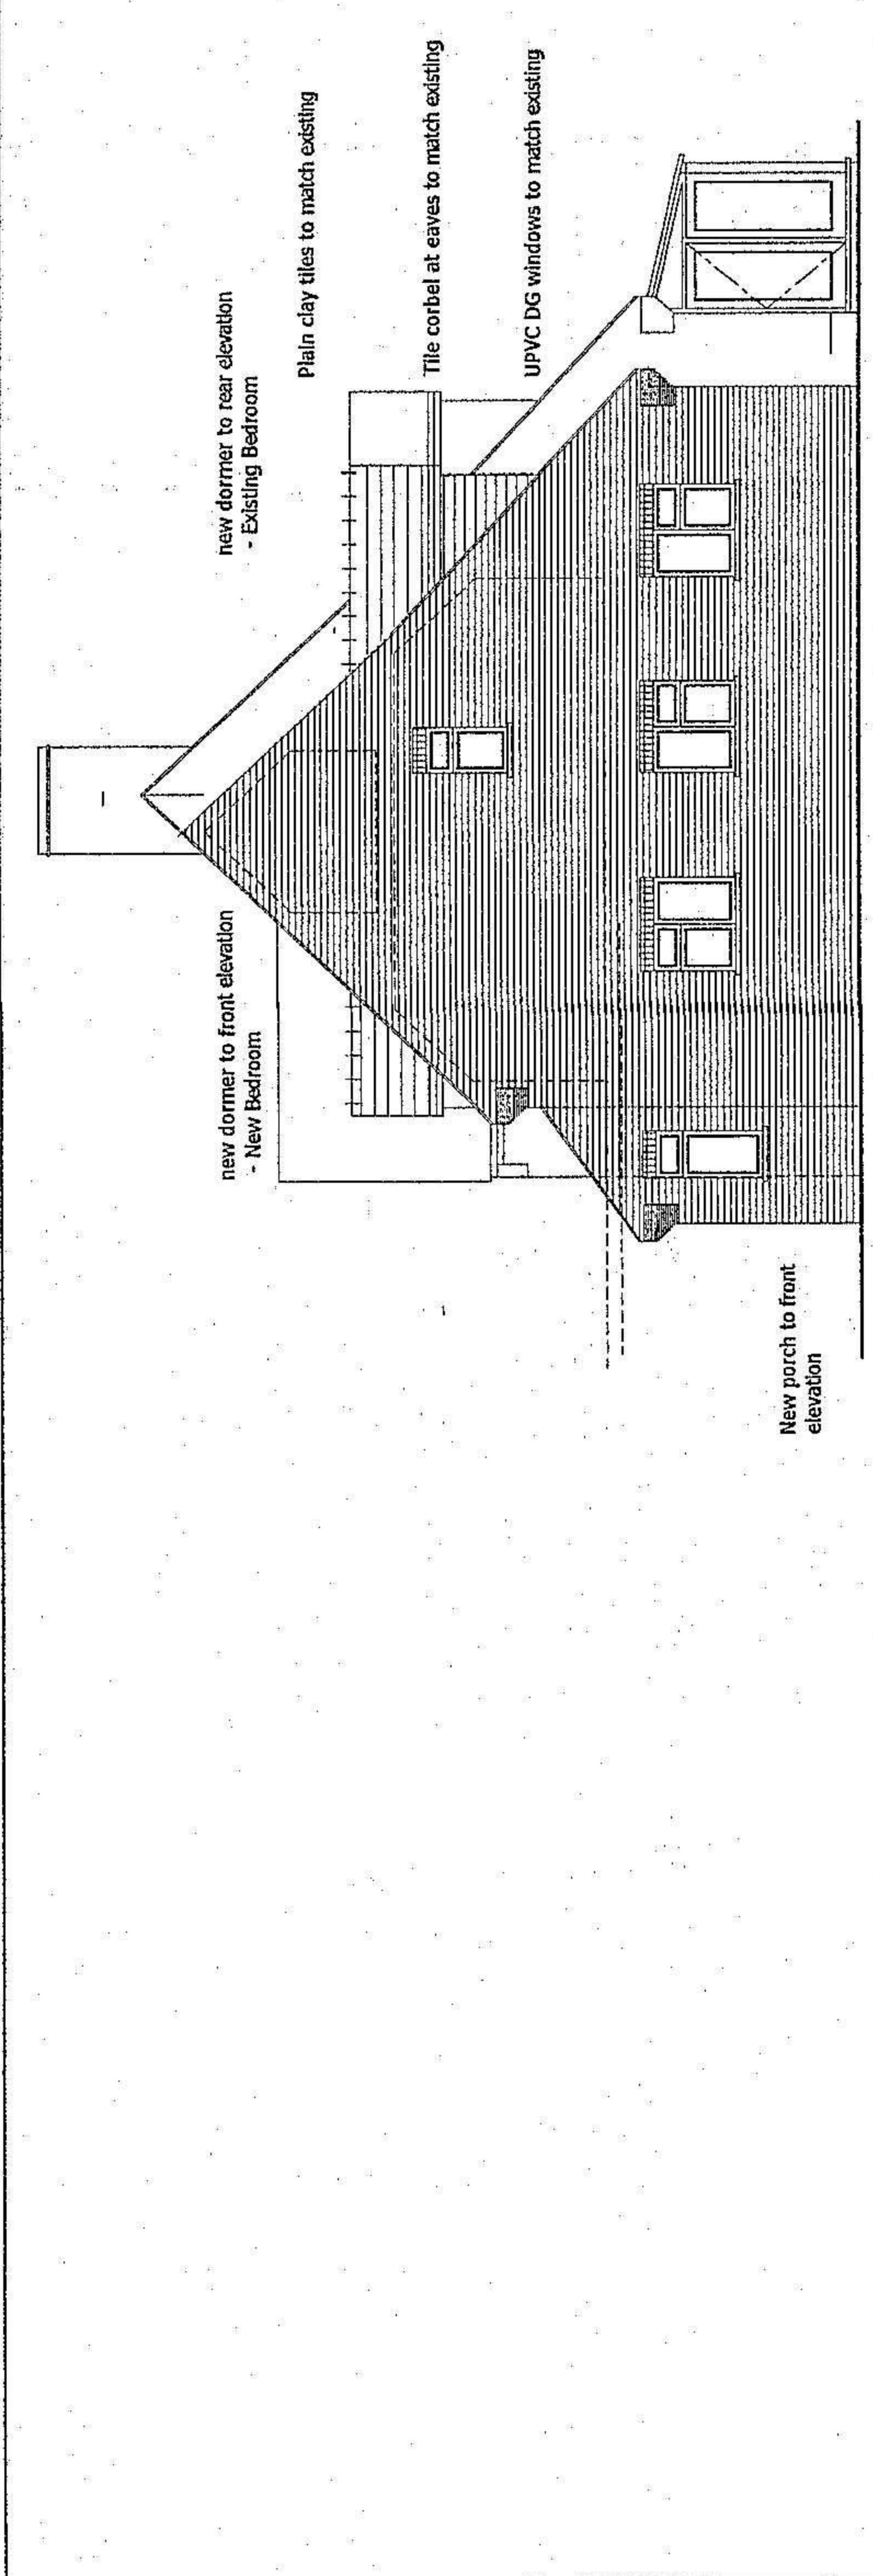 new dormer to front elevation
- New Bedroom
new dormer to rear elevation
- Existing Bedroom
Plain clay tiles to match existing
Tile corbel at eaves to match existing
UPVC DG windows to match existing
New porch to front
elevation